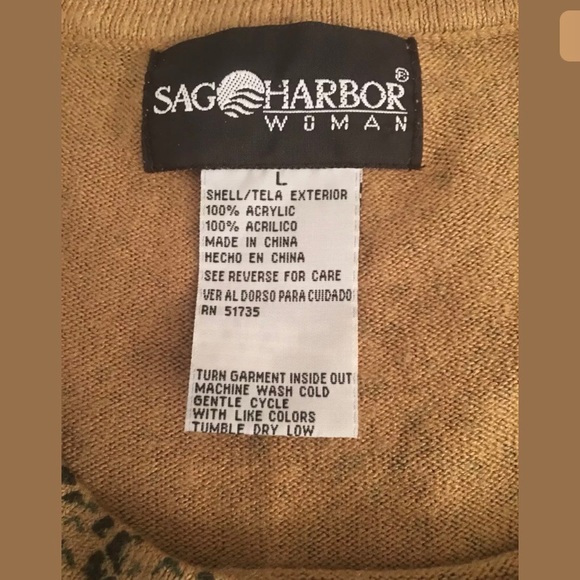 SAG HARBOR®
WOMAN
L
SHELL/TELA EXTERIOR
100% ACRYLIC
100% ACRILICO
MADE IN CHINA
HECHO EN CHINA
SEE REVERSE FOR CARE
VER AL DORSO PARA CUIDADO
RN 51735
TURN GARMENT INSIDE OUT
MACHINE WASH COLD
GENTLE CYCLE
WITH LIKE COLORS
TUMBLE DRY LOW